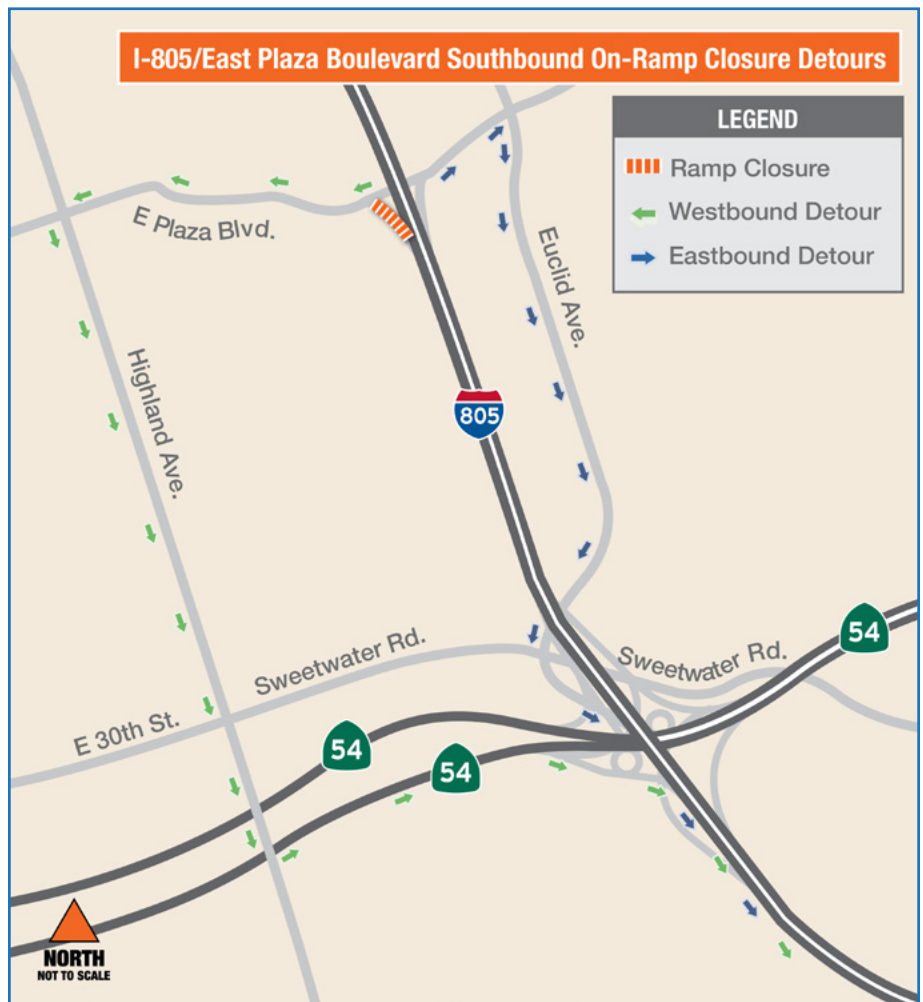 I-805/East Plaza Boulevard Southbound On-Ramp Closure Detours
LEGEND
Ramp Closure
Westbound Detour
Eastbound Detour
E Plaza Blvd.
Euclid Ave.
Highland Ave.
805
54
Sweetwater Rd.
Sweetwater Rd.
E 30th St.
54
54
NORTH
NOT TO SCALE